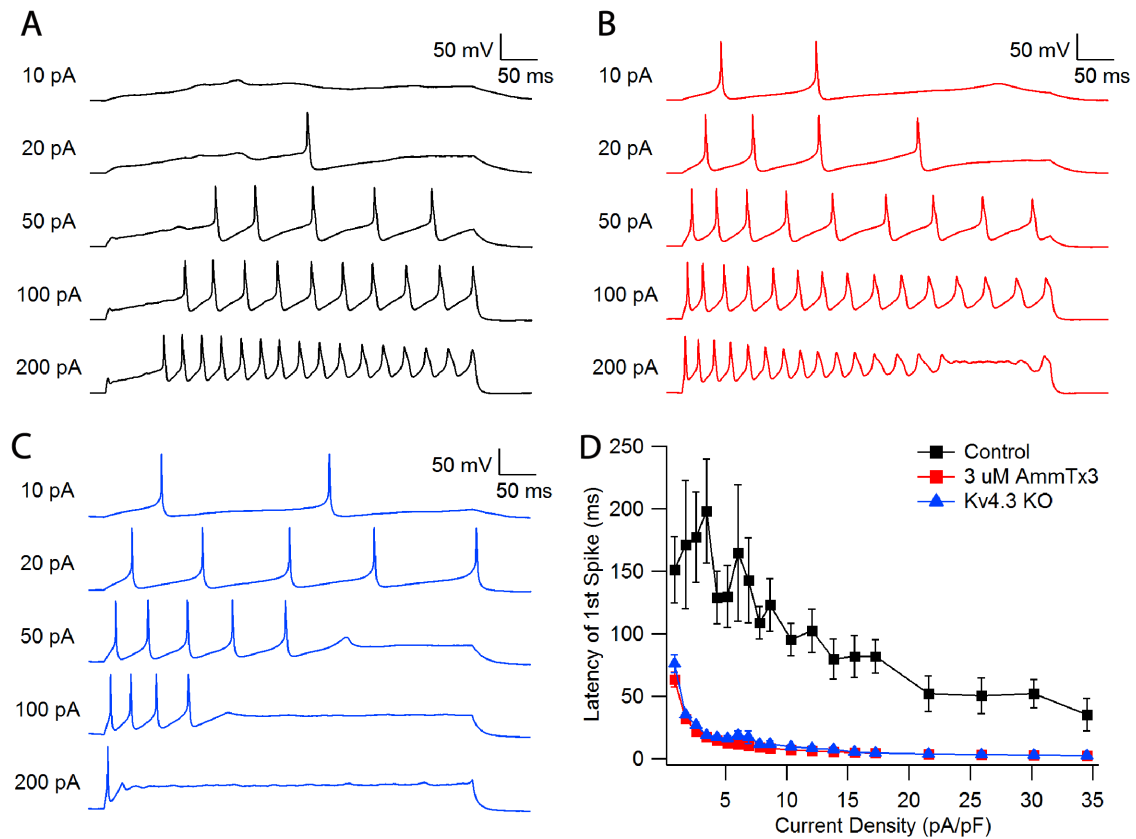 A
50 mV
50 ms
10 pA
20 pA
50 pA
100 pA
200 pA
B
50 mV
50 ms
10 pA
20 pA
50 pA
100 pA
200 pA
C
50 mV
50 ms
10 pA
20 pA
50 pA
100 pA
200 pA
D
Latency of 1st Spike (ms)
250
200
150
100
50
0
Control
3 uM AmmTx3
Kv4.3 KO
5 10 15 20 25 30 35
Current Density (pA/pF)